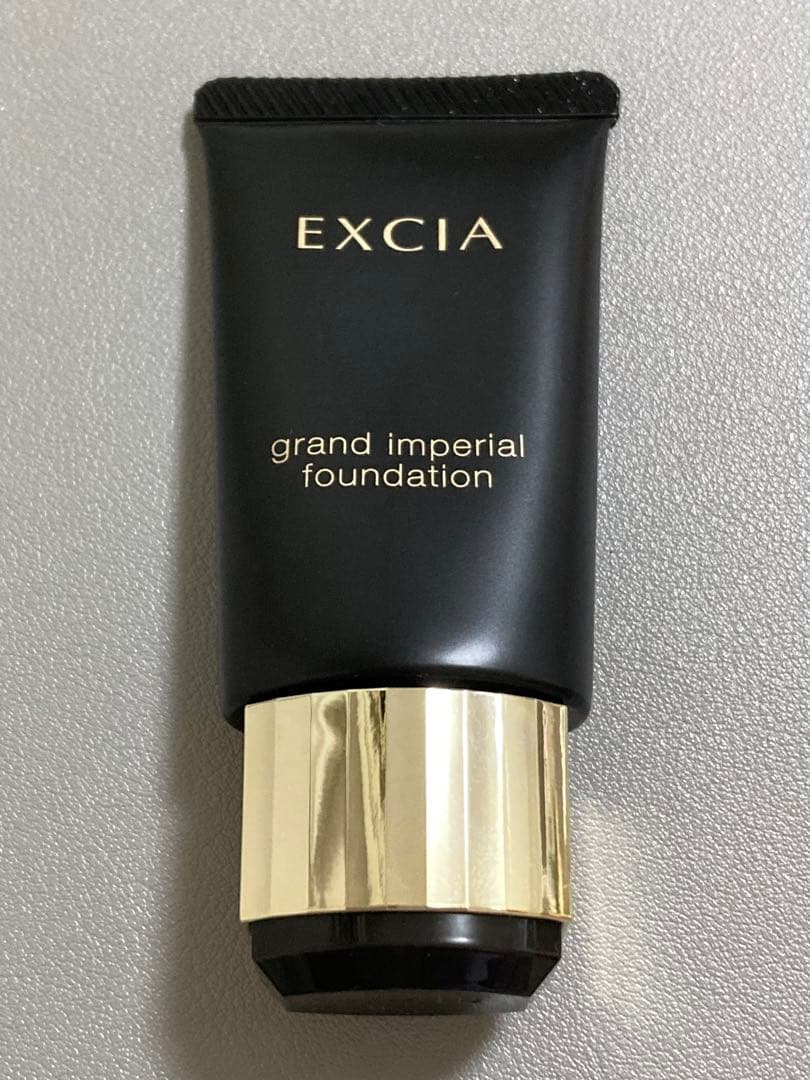 EXCIA
grand imperial
foundation